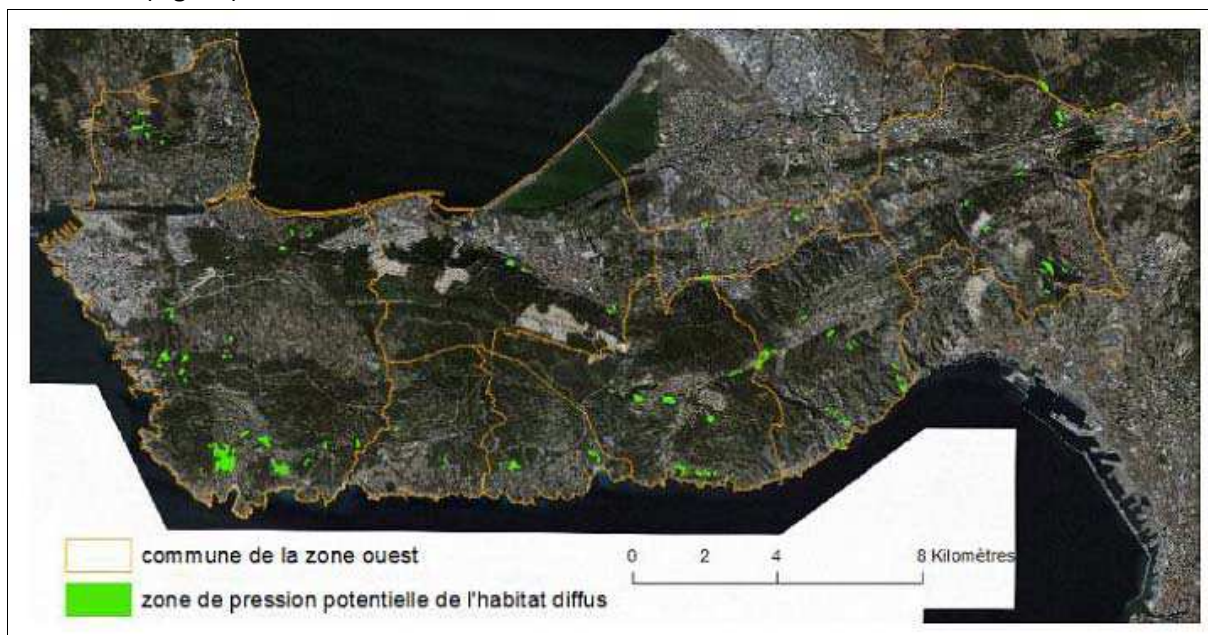 commune de la zone ouest
zone de pression potentielle de l'habitat diffus
0 2 4 8 Kilomètres